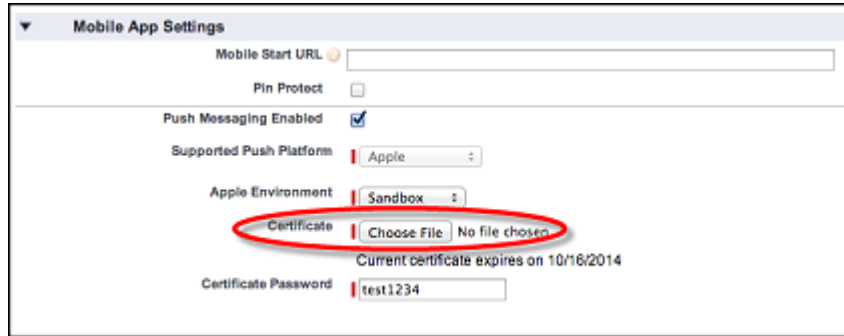 Mobile App Settings
Mobile Start URL
Pin Protect
Push Messaging Enabled
Supported Push Platform Apple
Apple Environment Sandbox
Certificate Choose File No file chosen
Current certificate expires on 10/16/2014
Certificate Password test1234